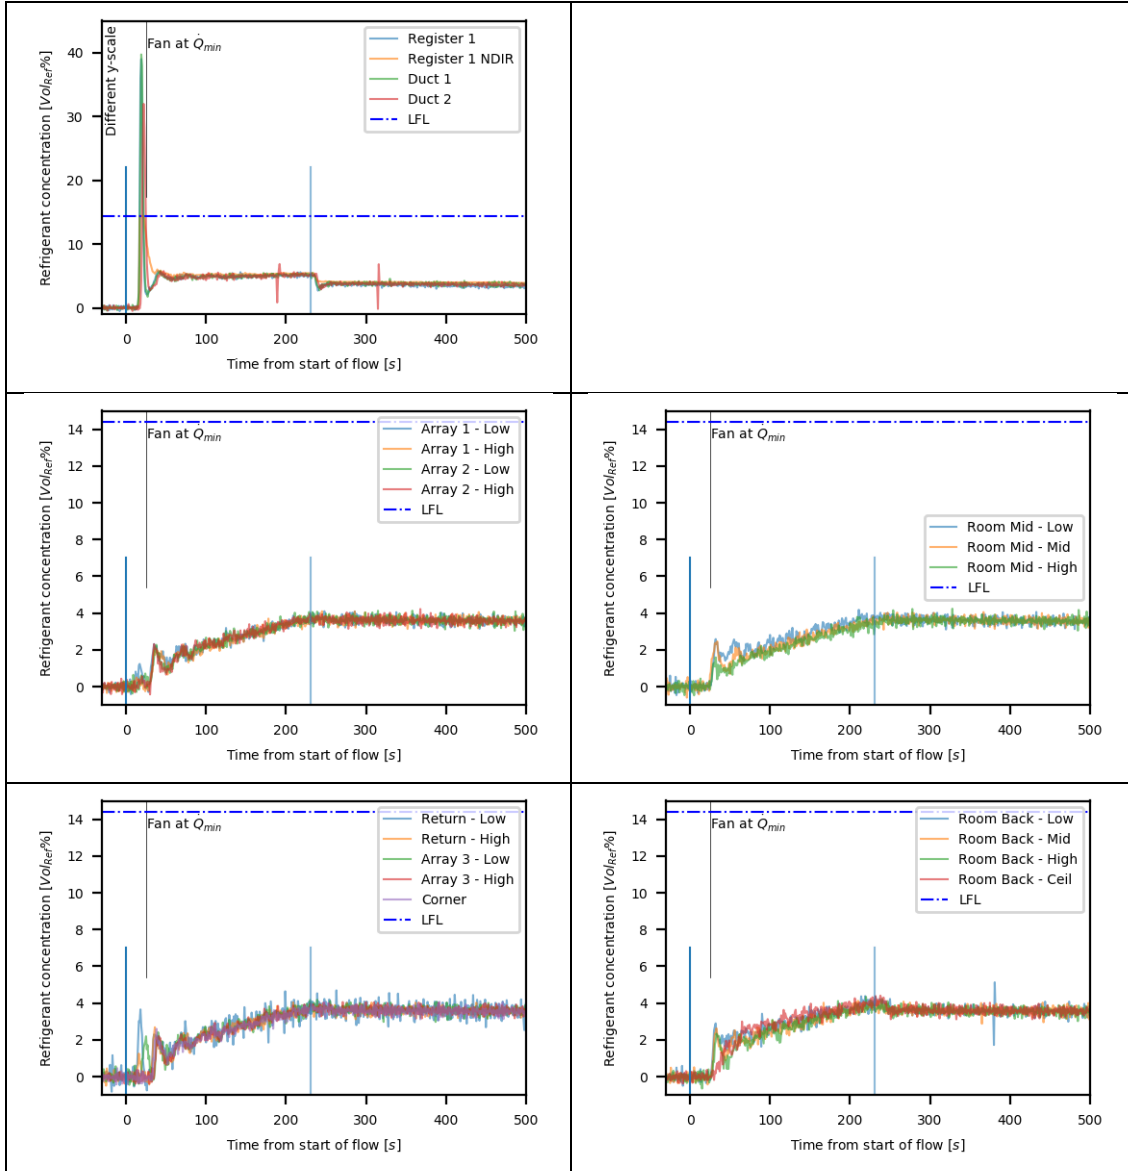 Different y-scale
Fan at Q̇min
Register 1
Register 1 NDIR
Duct 1
Duct 2
LFL
Refrigerant concentration [VolRef%]
40
30
20
10
0
0 100 200 300 400 500
Time from start of flow [s]
Fan at Q̇min
Array 1 - Low
Array 1 - High
Array 2 - Low
Array 2 - High
LFL
Refrigerant concentration [VolRef%]
14
12
10
8
6
4
2
0
0 100 200 300 400 500
Time from start of flow [s]
Fan at Q̇min
Room Mid - Low
Room Mid - Mid
Room Mid - High
LFL
Refrigerant concentration [VolRef%]
14
12
10
8
6
4
2
0
0 100 200 300 400 500
Time from start of flow [s]
Fan at Q̇min
Return - Low
Return - High
Array 3 - Low
Array 3 - High
Corner
LFL
Refrigerant concentration [VolRef%]
14
12
10
8
6
4
2
0
0 100 200 300 400 500
Time from start of flow [s]
Fan at Q̇min
Room Back - Low
Room Back - Mid
Room Back - High
Room Back - Ceil
LFL
Refrigerant concentration [VolRef%]
14
12
10
8
6
4
2
0
0 100 200 300 400 500
Time from start of flow [s]